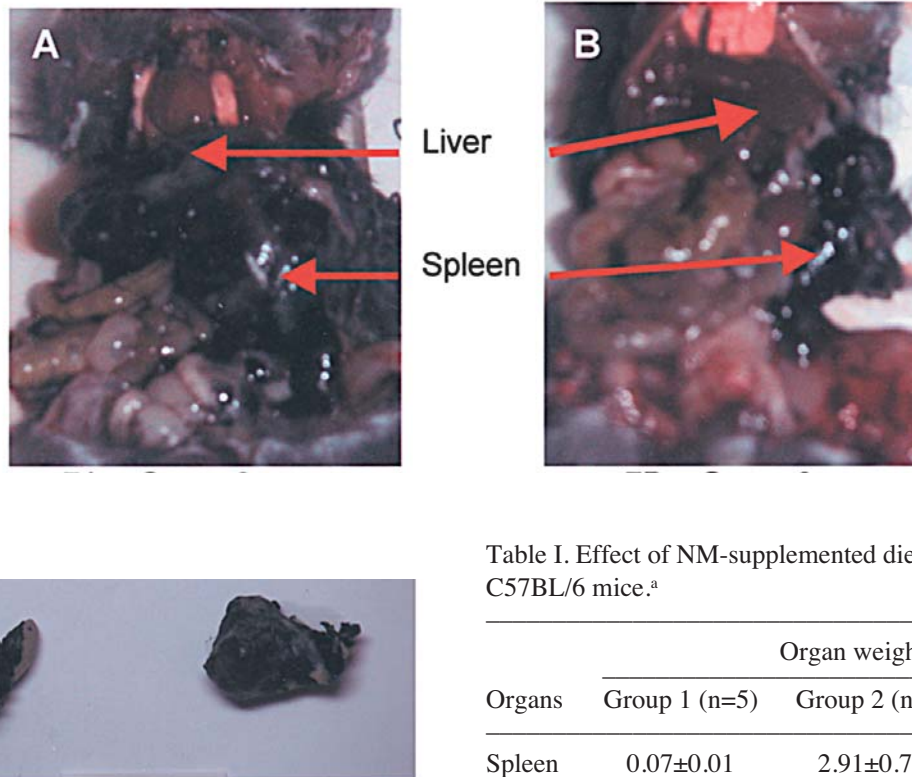 A
B
Liver
Spleen
Table I. Effect of NM-supplemented die
C57BL/6 mice.ᵃ
Organ weigh
Organs Group 1 (n=5) Group 2 (n
Spleen 0.07±0.01 2.91±0.7